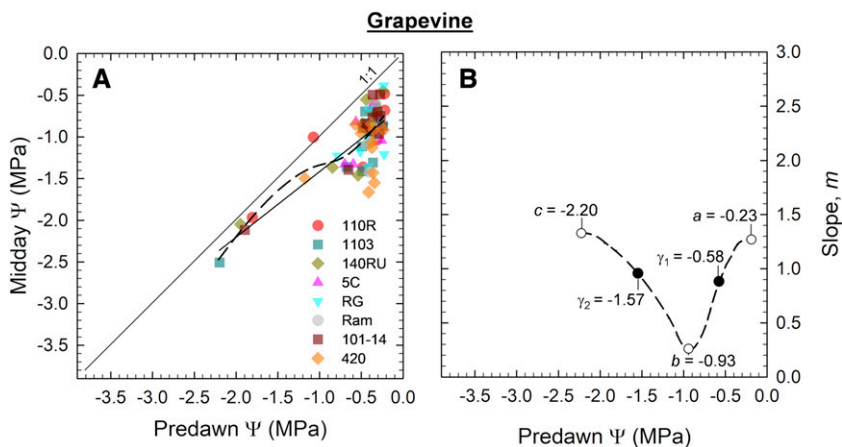 Grapevine
A
1:1
Midday Ψ (MPa)
0.0
-0.5
-1.0
-1.5
-2.0
-2.5
-3.0
-3.5
110R
1103
140RU
5C
RG
Ram
101-14
420
-3.5 -3.0 -2.5 -2.0 -1.5 -1.0 -0.5 0.0
Predawn Ψ (MPa)
B
c = -2.20
a = -0.23
γ1 = -0.58
γ2 = -1.57
b = -0.93
3.0
2.5
2.0
1.5
1.0
0.5
0.0
Slope, m
-3.5 -3.0 -2.5 -2.0 -1.5 -1.0 -0.5 0.0
Predawn Ψ (MPa)